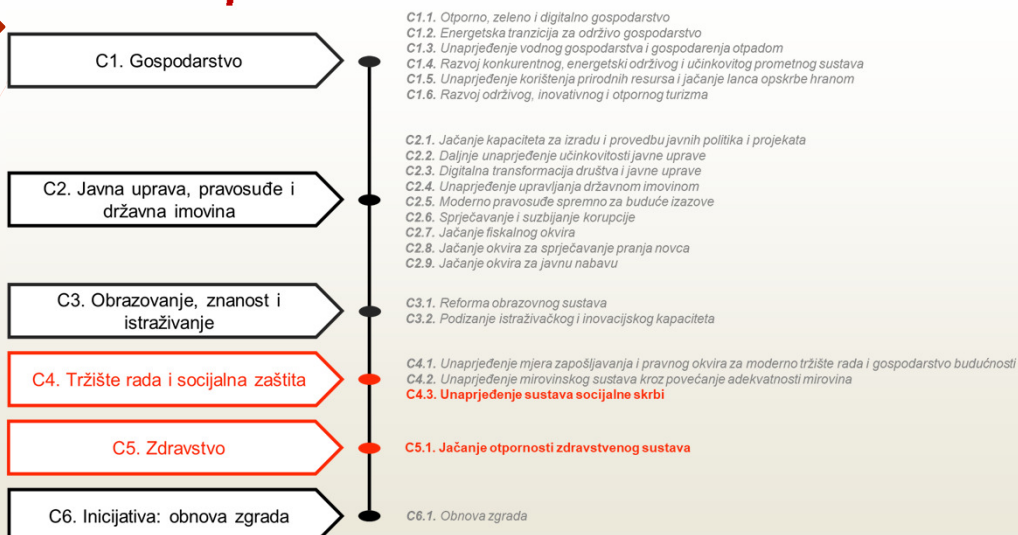 C1. Gospodarstvo
C1.1. Otporno, zeleno i digitalno gospodarstvo
C1.2. Energetska tranzicija za održivo gospodarstvo
C1.3. Unaprjeđenje vodnog gospodarstva i gospodarenja otpadom
C1.4. Razvoj konkurentnog, energetski održivog i učinkovitog prometnog sustava
C1.5. Unaprjeđenje korištenja prirodnih resursa i jačanje lanca opskrbe hranom
C1.6. Razvoj održivog, inovativnog i otpornog turizma
C2. Javna uprava, pravosuđe i
državna imovina
C2.1. Jačanje kapaciteta za izradu i provedbu javnih politika i projekata
C2.2. Daljnje unaprjeđenje učinkovitosti javne uprave
C2.3. Digitalna transformacija društva i javne uprave
C2.4. Unaprjeđenje upravljanja državnom imovinom
C2.5. Moderno pravosuđe spremno za buduće izazove
C2.6. Sprječavanje i suzbijanje korupcije
C2.7. Jačanje fiskalnog okvira
C2.8. Jačanje okvira za sprječavanje pranja novca
C2.9. Jačanje okvira za javnu nabavu
C3. Obrazovanje, znanost i
istraživanje
C3.1. Reforma obrazovnog sustava
C3.2. Podizanje istraživačkog i inovacijskog kapaciteta
C4. Tržište rada i socijalna zaštita
C4.1. Unaprjeđenje mjera zapošljavanja i pravnog okvira za moderno tržište rada i gospodarstvo budućnosti
C4.2. Unaprjeđenje mirovinskog sustava kroz povećanje adekvatnosti mirovina
C4.3. Unaprjeđenje sustava socijalne skrbi
C5. Zdravstvo
C5.1. Jačanje otpornosti zdravstvenog sustava
C6. Inicijativa: obnova zgrada
C6.1. Obnova zgrada